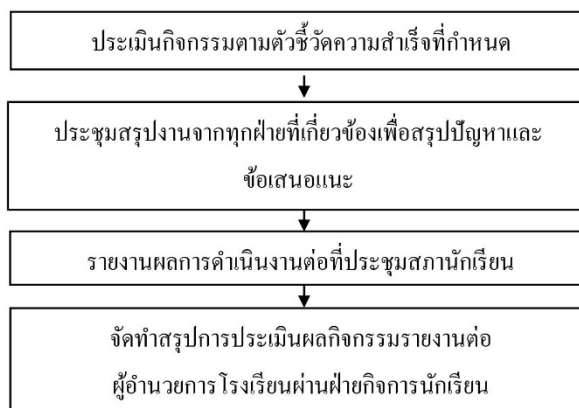 ประเมินกิจกรรมตามตัวชี้วัดความสำเร็จที่กำหนด
ประชุมสรุปงานจากทุกฝ่ายที่เกี่ยวข้องเพื่อสรุปปัญหาและ
ข้อเสนอแนะ
รายงานผลการดำเนินงานต่อที่ประชุมสภานักเรียน
จัดทำสรุปการประเมินผลกิจกรรมรายงานต่อ
ผู้อำนวยการโรงเรียนผ่านฝ่ายกิจการนักเรียน